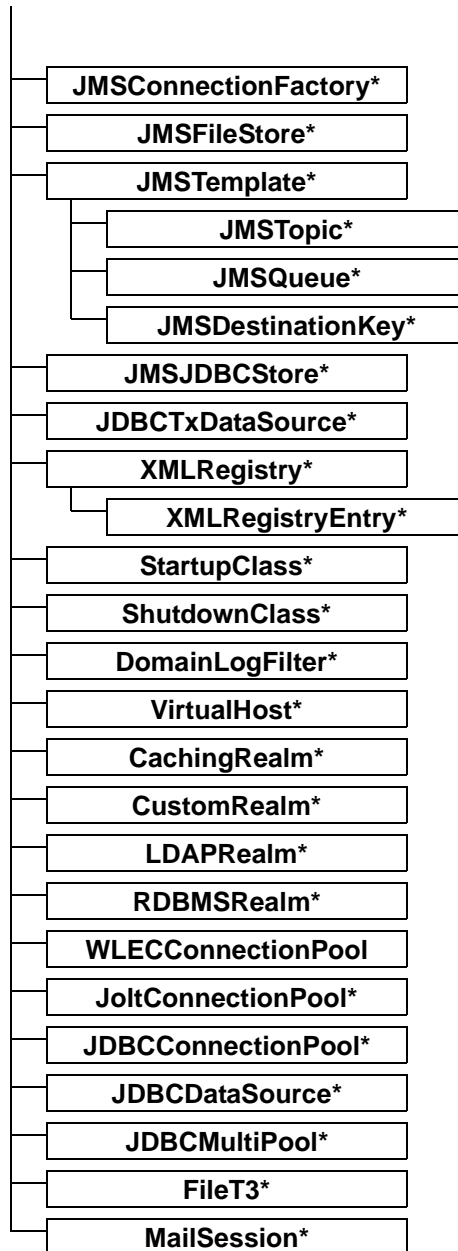 JMSConnectionFactory*
JMSFileStore*
JMSTemplate*
JMSTopic*
JMSQueue*
JMSDestinationKey*
JMSJDBCStore*
JDBCTxDataSource*
XMLRegistry*
XMLRegistryEntry*
StartupClass*
ShutdownClass*
DomainLogFilter*
VirtualHost*
CachingRealm*
CustomRealm*
LDAPRealm*
RDBMSRealm*
WLECConnectionPool
JoltConnectionPool*
JDBCConnectionPool*
JDBCDataSource*
JDBCMultiPool*
FileT3*
MailSession*